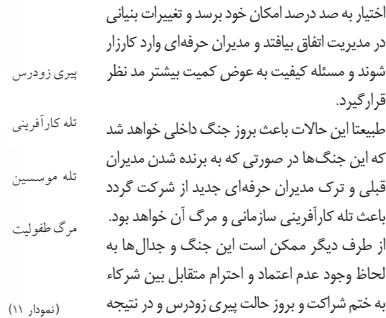 اختیار به صد درصد امکان خود برسد و تغییرات بنیانی
در مدیریت اتفاق بیافتد و مدیران حرفه‌ای وارد کارزار
شوند و مسئله کیفیت به عوض کمیت بیشتر مد نظر
قرارگیرد.
طبیعتا این حالات باعث بروز جنگ داخلی خواهد شد
که این جنگ‌ها در صورتی که به برنده شدن مدیران
قبلی و ترک مدیران حرفه‌ای جدید از شرکت گردد
باعث تله کارآفرینی سازمانی و مرگ آن خواهد بود.
از طرف دیگر ممکن است این جنگ و جدال‌ها به
لحاظ وجود عدم اعتماد و احترام متقابل بین شرکاء
به ختم شراکت و بروز حالت پیری زودرس و در نتیجه
پیری زودرس
تله کارآفرینی
تله موسسین
مرگ طفولیت
(نمودار ۱۱)